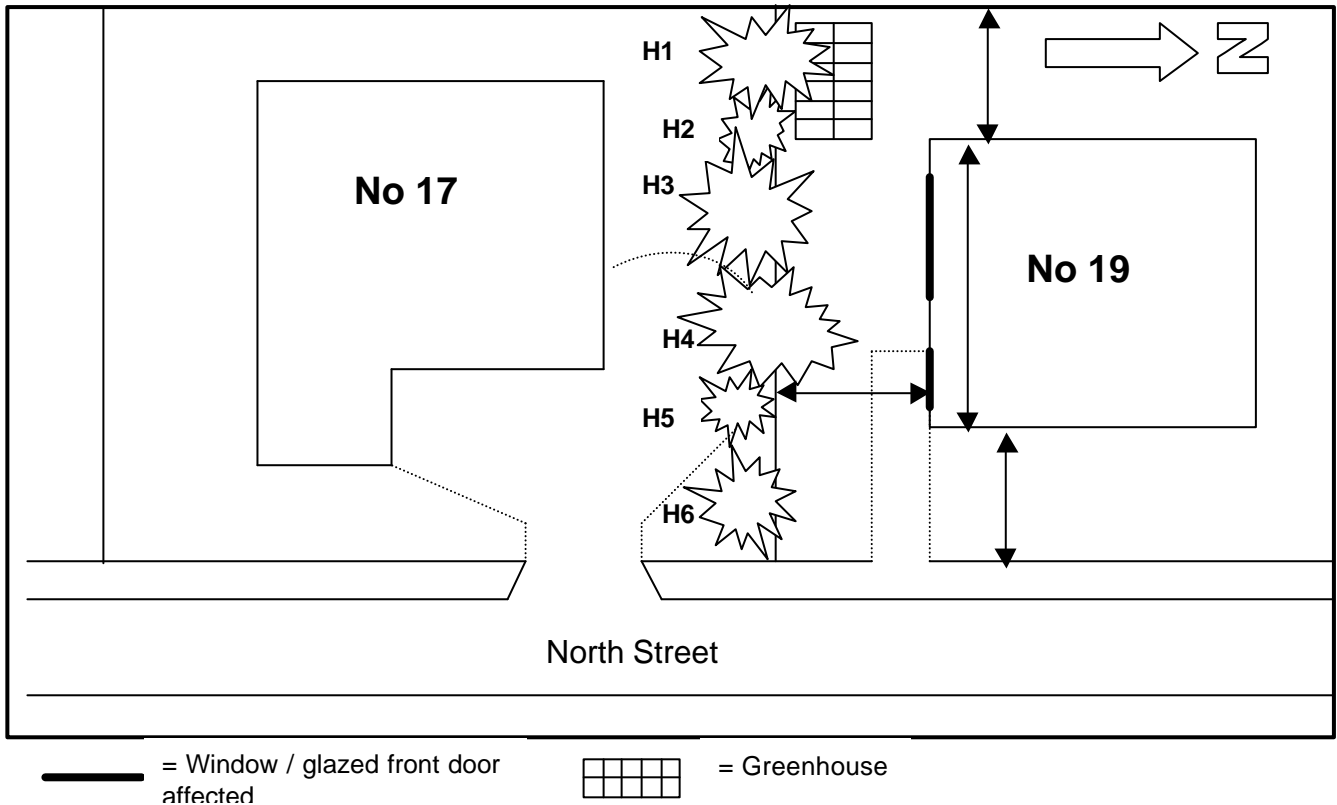 H1
N
H2
H3
No 17
No 19
H4
H5
H6
North Street
= Window / glazed front door
affected
= Greenhouse